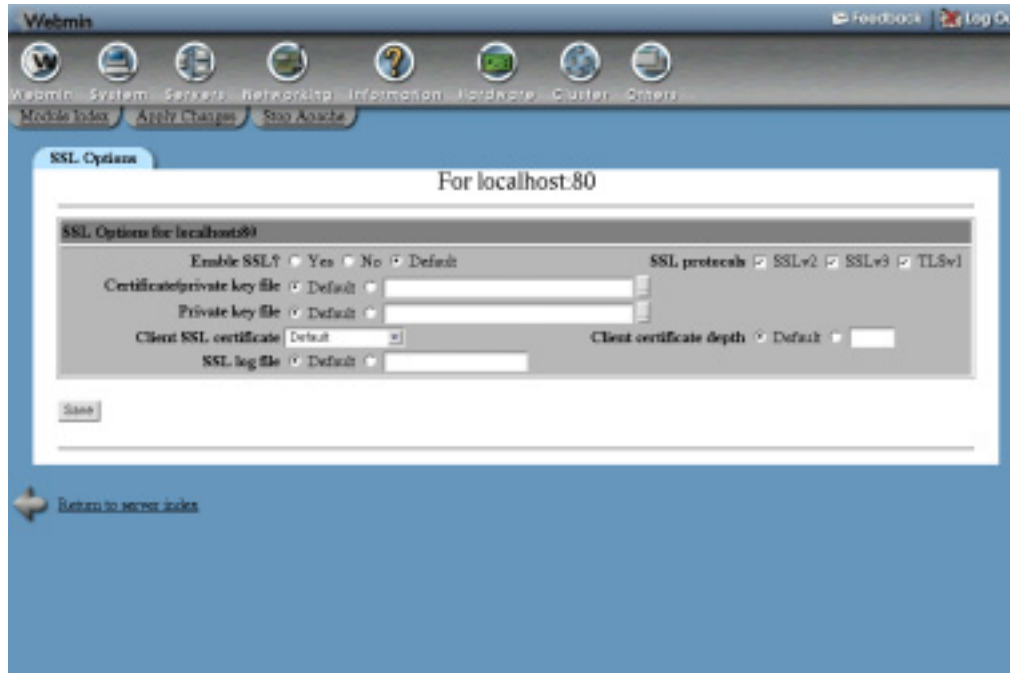 Webmin
Feedback Log Ou
Webmin System Servers Networking Information Hardware Cluster Others
Module Index Apply Changes Stop Apache
SSL Options
For localhost:80
SSL Options for localhost:80
Enable SSL? Yes No Default SSL protocols SSLv2 SSLv3 TLSv1
Certificate/private key file Default
Private key file Default
Client SSL certificate Default Client certificate depth Default
SSL log file Default
Save
Return to server index